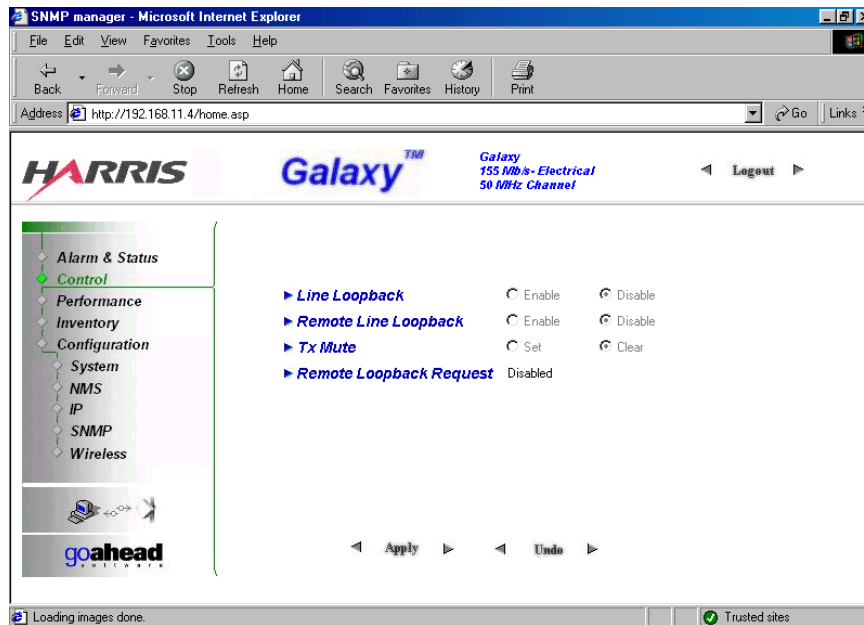 SNMP manager - Microsoft Internet Explorer
File Edit View Favorites Tools Help
Back Forward Stop Refresh Home Search Favorites History Print
Address http://192.168.11.4/home.asp Go Links
HARRIS
Galaxy™
Galaxy
155 Mb/s- Electrical
50 MHz Channel
Logout
Alarm & Status
Control
Performance
Inventory
Configuration
System
NMS
IP
SNMP
Wireless
Line Loopback Enable Disable
Remote Line Loopback Enable Disable
Tx Mute Set Clear
Remote Loopback Request Disabled
Apply Undo
goahead
software
Loading images done. Trusted sites